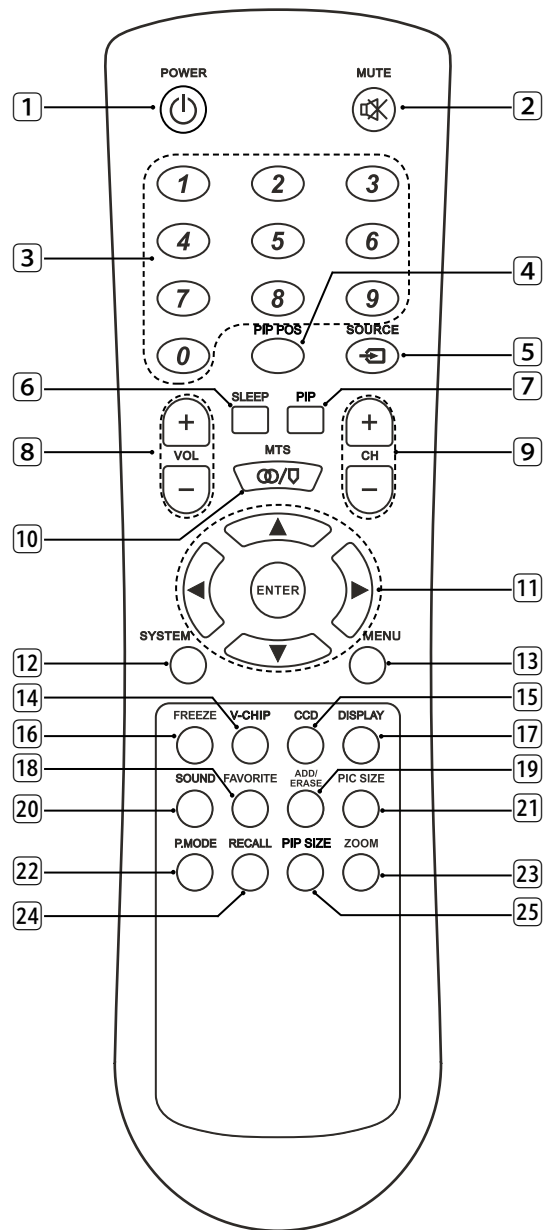 POWER MUTE
1 2
1 2 3
4 5 6
3 4
7 8 9
PIP POS SOURCE
0 5
6 SLEEP PIP 7
+ +
8 VOL MTS CH 9
− −
10
ENTER 11
SYSTEM MENU
12 13
14 15
FREEZE V-CHIP CCD DISPLAY
16 17
18 19
SOUND FAVORITE ADD/
ERASE PIC SIZE
20 21
P.MODE RECALL PIP SIZE ZOOM
22 23
24 25